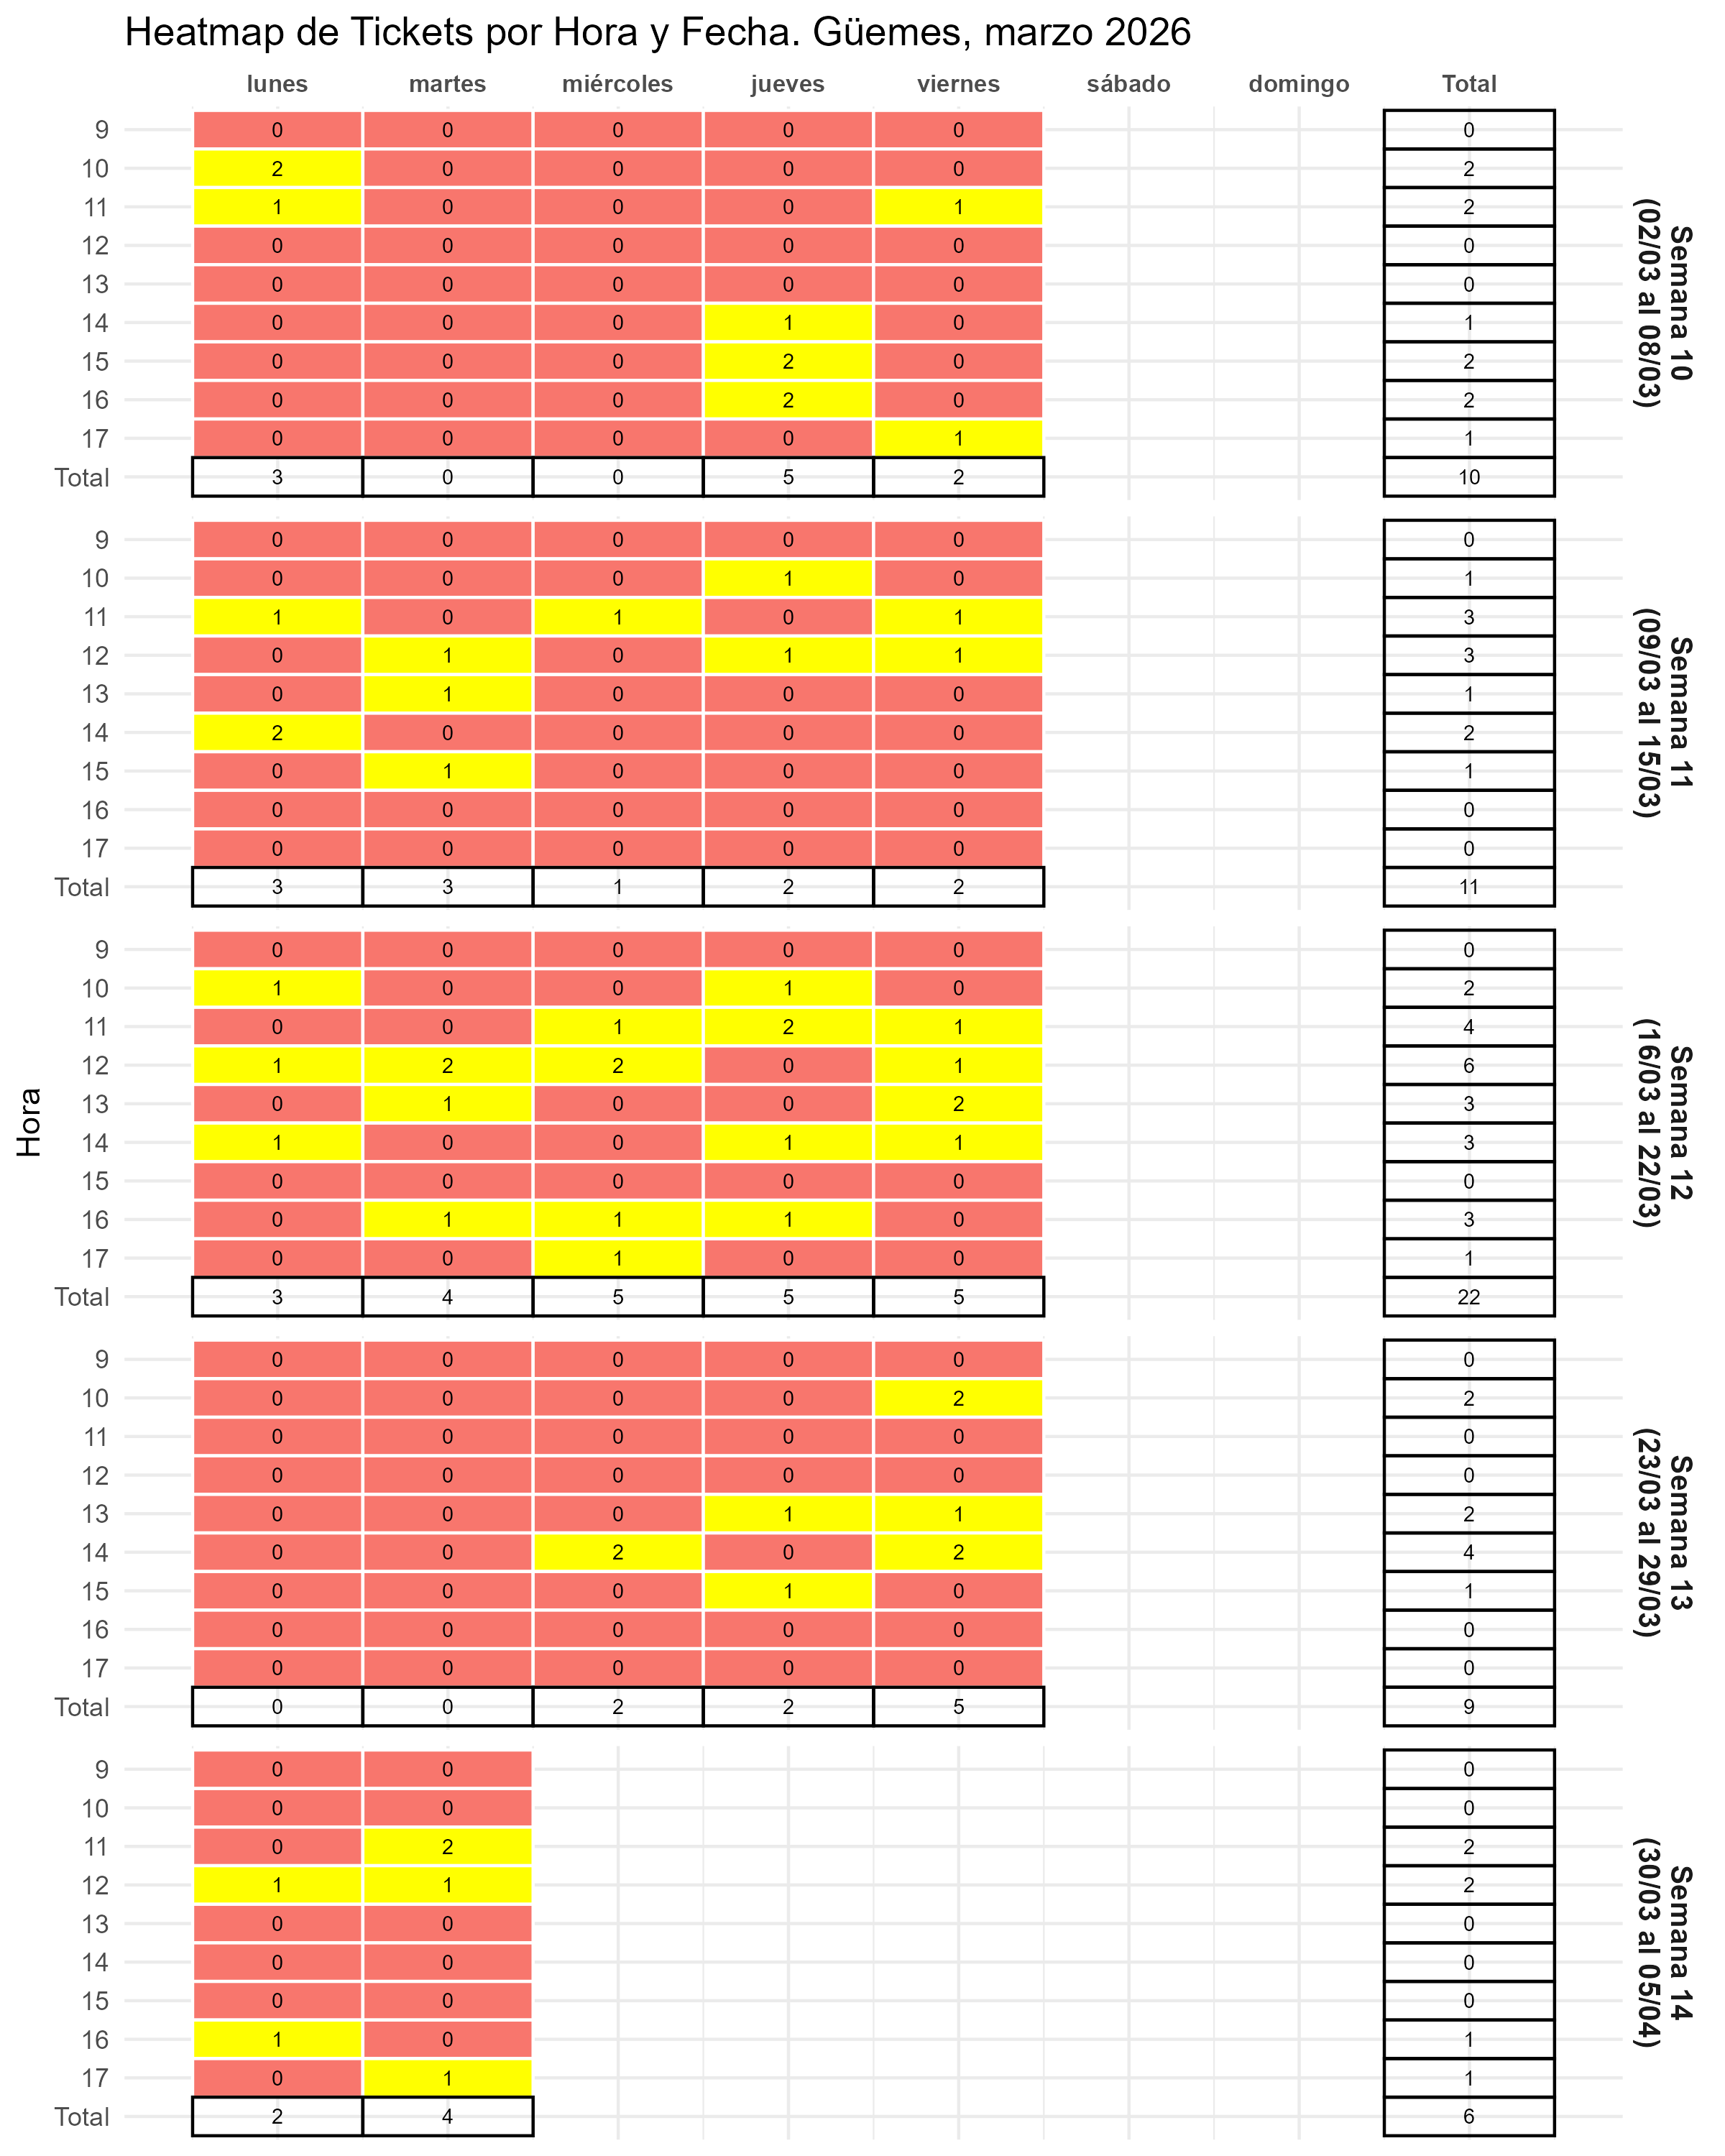 Heatmap de Tickets por Hora y Fecha. Güemes, marzo 2026
lunes martes miércoles jueves viernes sábado domingo Total
9 0 0 0 0 0 0
10 2 0 0 0 0 2
11 1 0 0 0 1 2
12 0 0 0 0 0 0
13 0 0 0 0 0 0
14 0 0 0 1 0 1
15 0 0 0 2 0 2
16 0 0 0 2 0 2
17 0 0 0 0 1 1
Total 3 0 0 5 2 10
Semana 10
(02/03 al 08/03)
9 0 0 0 0 0 0
10 0 0 0 1 0 1
11 1 0 1 0 1 3
12 0 1 0 1 1 3
13 0 1 0 0 0 1
14 2 0 0 0 0 2
15 0 1 0 0 0 1
16 0 0 0 0 0 0
17 0 0 0 0 0 0
Total 3 3 1 2 2 11
Semana 11
(09/03 al 15/03)
Hora
9 0 0 0 0 0 0
10 1 0 0 1 0 2
11 0 0 1 2 1 4
12 1 2 2 0 1 6
13 0 1 0 0 2 3
14 1 0 0 1 1 3
15 0 0 0 0 0 0
16 0 1 1 1 0 3
17 0 0 1 0 0 1
Total 3 4 5 5 5 22
Semana 12
(16/03 al 22/03)
9 0 0 0 0 0 0
10 0 0 0 0 2 2
11 0 0 0 0 0 0
12 0 0 0 0 0 0
13 0 0 0 1 1 2
14 0 0 2 0 2 4
15 0 0 0 1 0 1
16 0 0 0 0 0 0
17 0 0 0 0 0 0
Total 0 0 2 2 5 9
Semana 13
(23/03 al 29/03)
9 0 0 0
10 0 0 0
11 0 2 2
12 1 1 2
13 0 0 0
14 0 0 0
15 0 0 0
16 1 0 1
17 0 1 1
Total 2 4 6
Semana 14
(30/03 al 05/04)